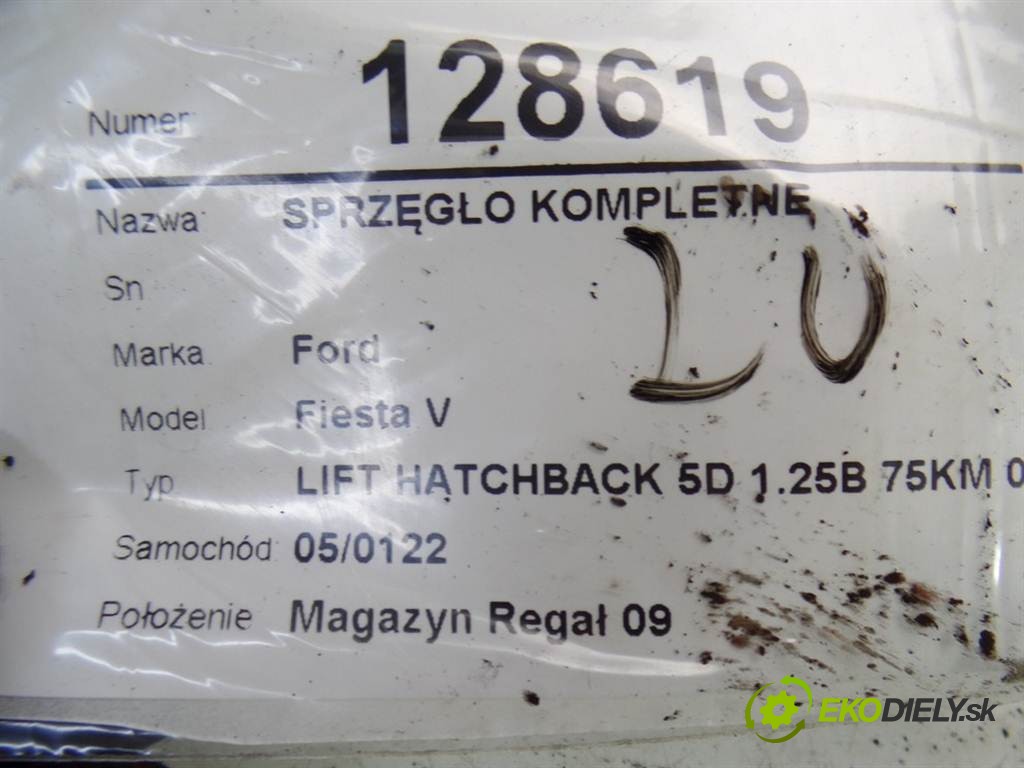 Numer: 128619
Nazwa: SPRZĘGŁO KOMPLETNE
Sn
Marka Ford
Model Fiesta V
Typ LIFT HATCHBACK 5D 1.25B 75KM 0
Samochód: 05/0122
Położenie Magazyn Regał 09
EKODIELY.sk